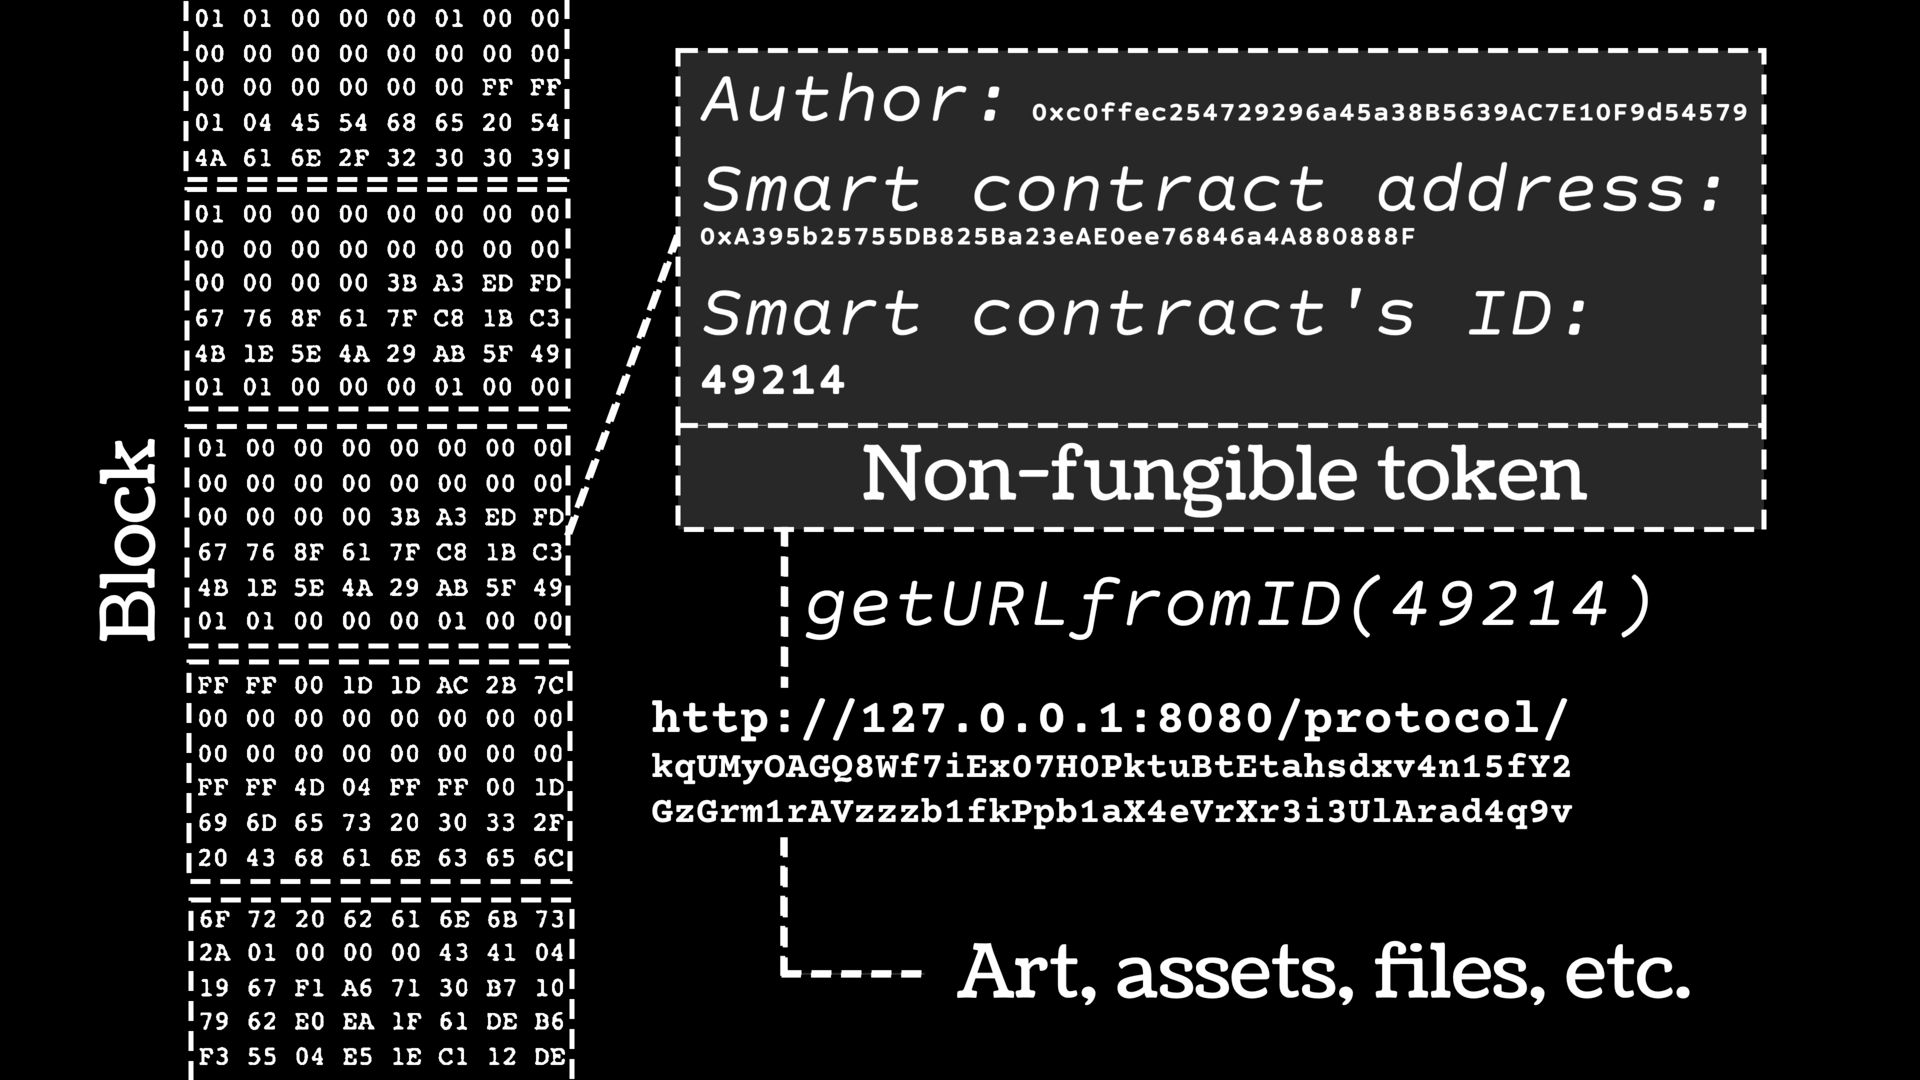 Block
01 01 00 00 00 01 00 00
00 00 00 00 00 00 00 00
00 00 00 00 00 00 FF FF
01 04 45 54 68 65 20 54
4A 61 6E 2F 32 30 30 39
01 00 00 00 00 00 00 00
00 00 00 00 00 00 00 00
00 00 00 00 3B A3 ED FD
67 76 8F 61 7F C8 1B C3
4B 1E 5E 4A 29 AB 5F 49
01 01 00 00 00 01 00 00
01 00 00 00 00 00 00 00
00 00 00 00 00 00 00 00
00 00 00 00 3B A3 ED FD
67 76 8F 61 7F C8 1B C3
4B 1E 5E 4A 29 AB 5F 49
01 01 00 00 00 01 00 00
FF FF 00 1D 1D AC 2B 7C
00 00 00 00 00 00 00 00
00 00 00 00 00 00 00 00
FF FF 4D 04 FF FF 00 1D
69 6D 65 73 20 30 33 2F
20 43 68 61 6E 63 65 6C
6F 72 20 62 61 6E 6B 73
2A 01 00 00 00 43 41 04
19 67 F1 A6 71 30 B7 10
79 62 E0 EA 1F 61 DE B6
F3 55 04 E5 1E C1 12 DE
Author: 0xc0ffec254729296a45a38B5639AC7E10F9d54579
Smart contract address:
0xA395b25755DB825Ba23eAE0ee76846a4A880888F
Smart contract's ID:
49214
Non-fungible token
getURLfromID(49214)
http://127.0.0.1:8080/protocol/
kqUMyOAGQ8Wf7iEx07H0PktuBtEtahsdxv4n15fY2
GzGrm1rAVzzzb1fkPpb1aX4eVrXr3i3UlArad4q9v
Art, assets, files, etc.